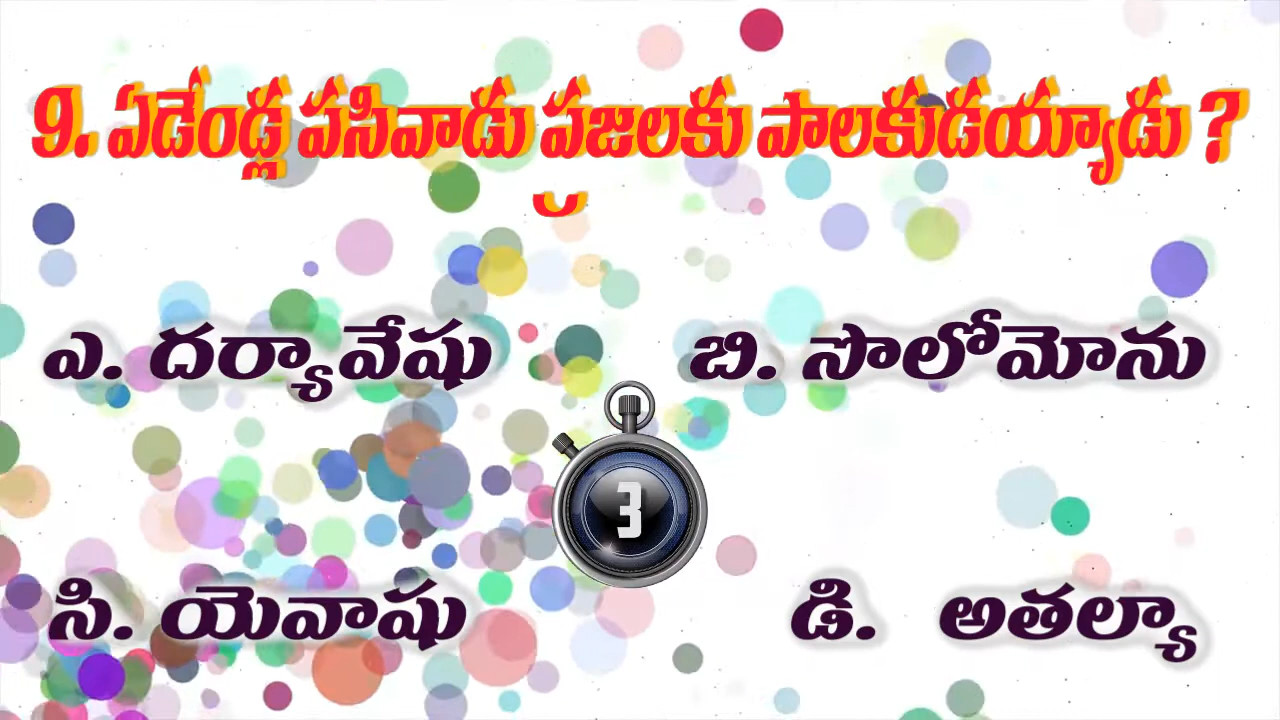 9. ఏడేండ్ల పసివాడు ప్రజలకు పాలకుడయ్యాడు ?
ఎ. దర్యావేషు
బి. సొలోమోను
3
సి. యెవాషు
డి. అతల్యా